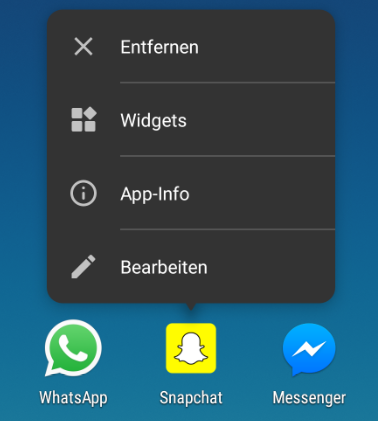 Entfernen
Widgets
App-Info
Bearbeiten
WhatsApp
Snapchat
Messenger